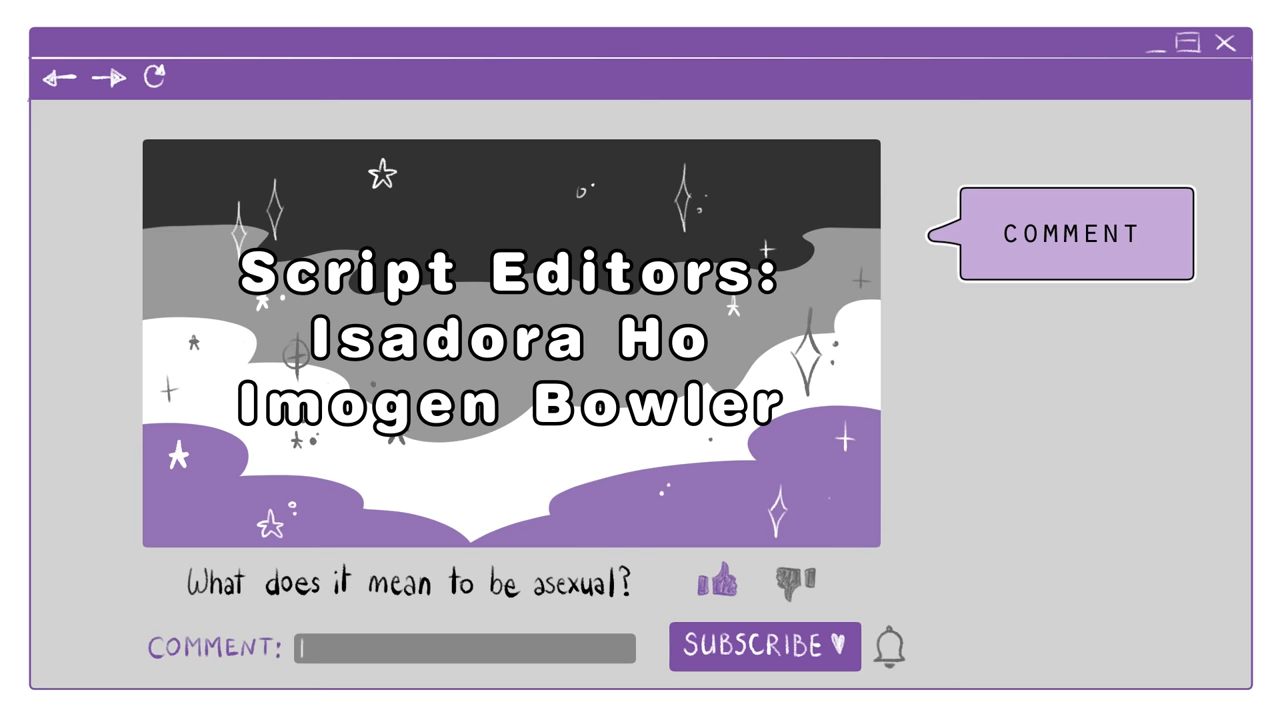 Script Editors:
Isadora Ho
Imogen Bowler
COMMENT
What does it mean to be asexual?
COMMENT:
SUBSCRIBE